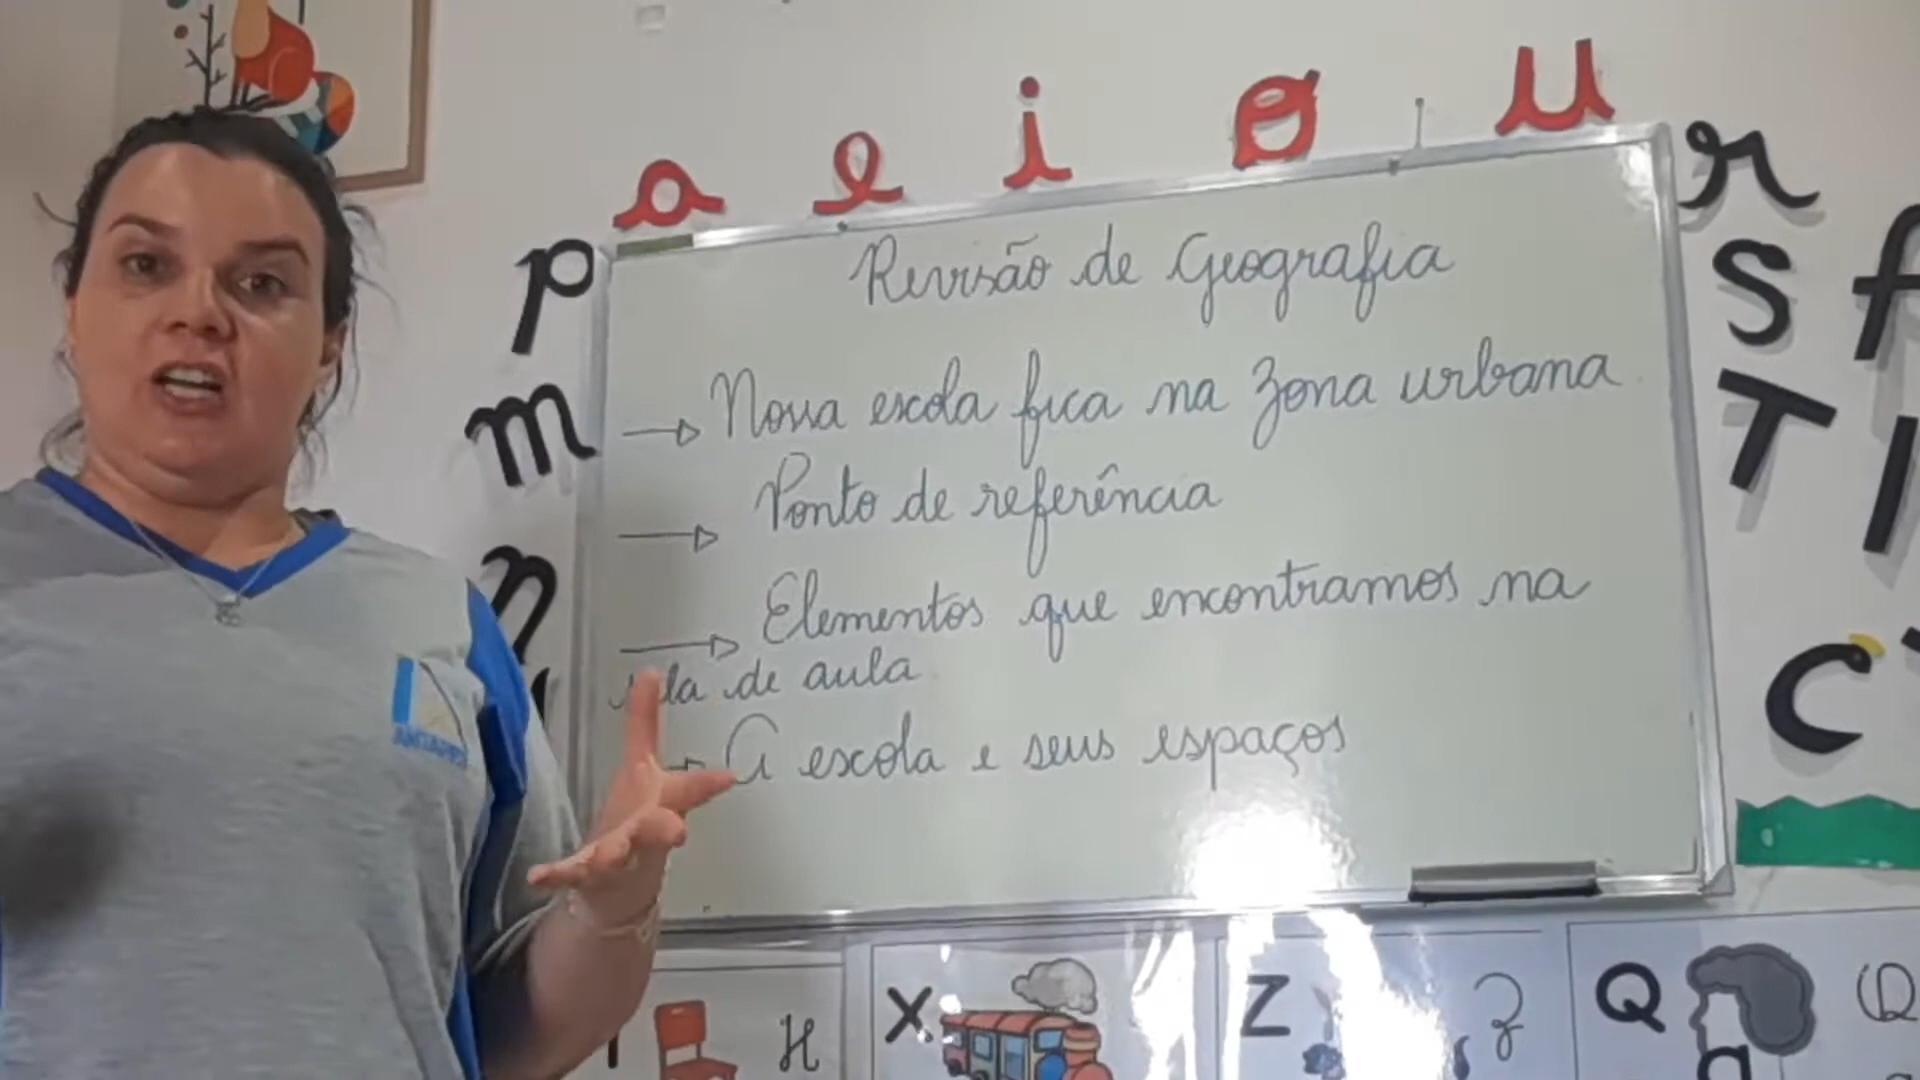 a e i o u
r
p
s
f
m
T
n
C
Revisão de Geografia
Nossa escola fica na zona urbana
Ponto de referência
Elementos que encontramos na
sala de aula
A escola e seus espaços
H
X
Z Z
Q Q